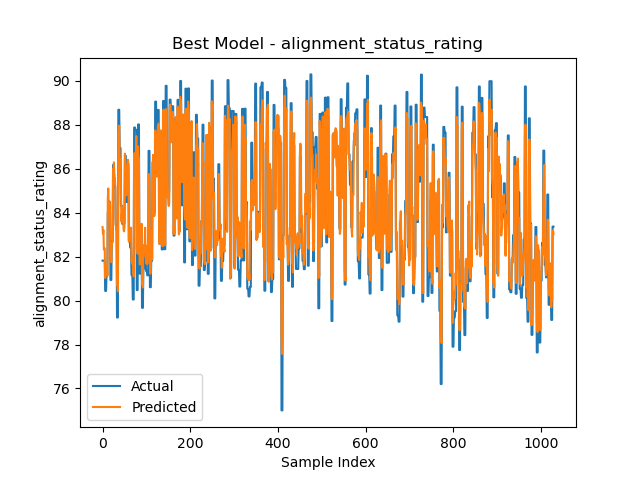 Best Model - alignment_status_rating
alignment_status_rating
90
88
86
84
82
80
78
76
Actual
Predicted
0
200
400
600
800
1000
Sample Index